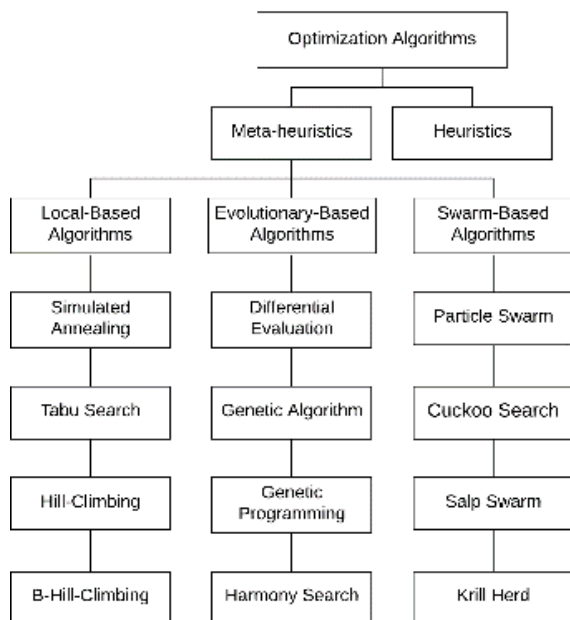 Optimization Algorithms
Meta-heuristics
Heuristics
Local-Based
Algorithms
Evolutionary-Based
Algorithms
Swarm-Based
Algorithms
Simulated
Annealing
Differential
Evaluation
Particle Swarm
Tabu Search
Genetic Algorithm
Cuckoo Search
Hill-Climbing
Genetic
Programming
Salp Swarm
B-Hill-Climbing
Harmony Search
Krill Herd